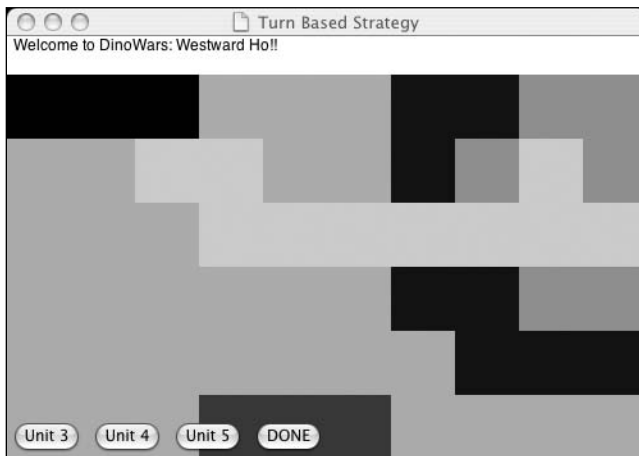 Turn Based Strategy
Welcome to DinoWars: Westward Ho!!
Unit 3 Unit 4 Unit 5 DONE